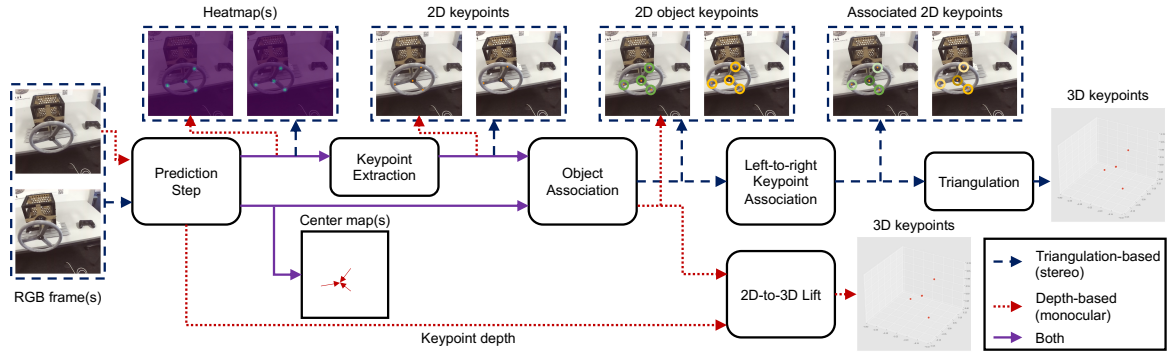 Heatmap(s)
2D keypoints
2D object keypoints
Associated 2D keypoints
3D keypoints
Prediction
Step
Keypoint
Extraction
Object
Association
Left-to-right
Keypoint
Association
Triangulation
Center map(s)
3D keypoints
RGB frame(s)
2D-to-3D Lift
Keypoint depth
Triangulation-based
(stereo)
Depth-based
(monocular)
Both